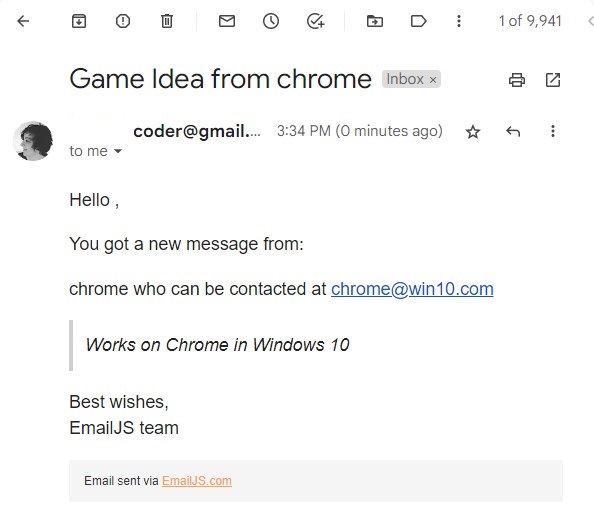 1 of 9,941
Game Idea from chrome Inbox ×
coder@gmail.... 3:34 PM (0 minutes ago)
to me
Hello ,
You got a new message from:
chrome who can be contacted at chrome@win10.com
Works on Chrome in Windows 10
Best wishes,
EmailJS team
Email sent via EmailJS.com